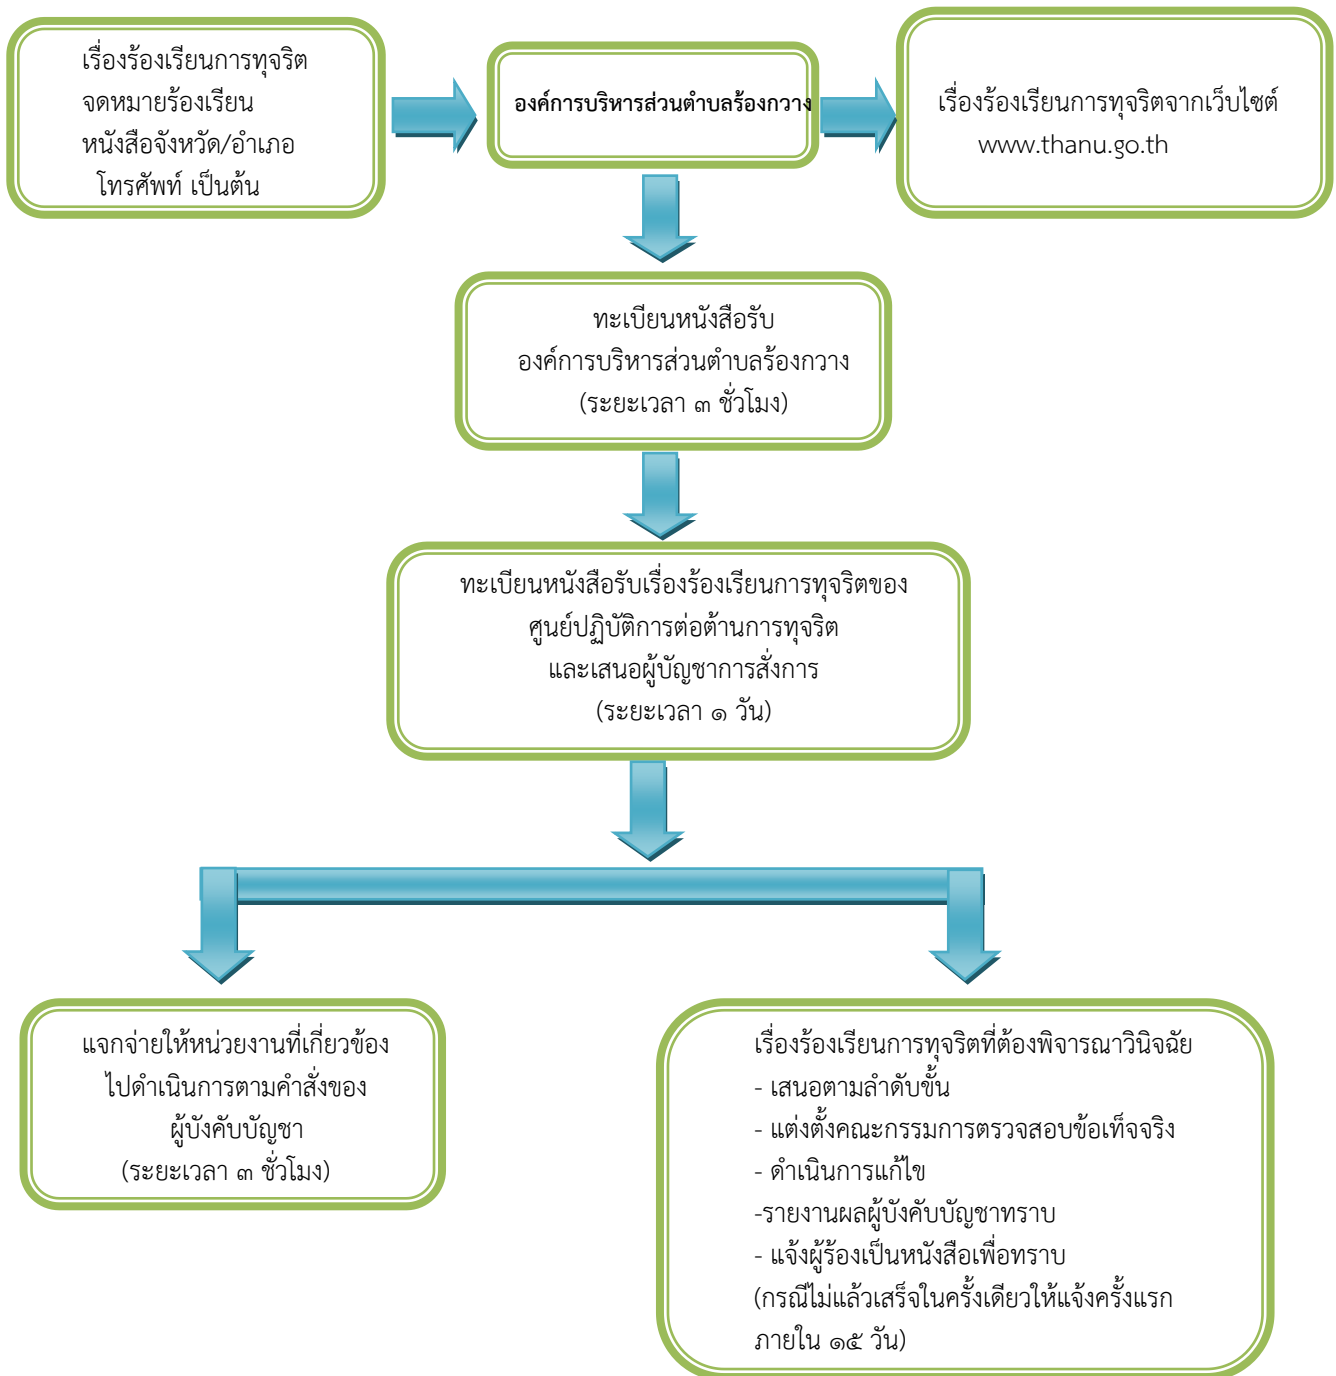 เรื่องร้องเรียนการทุจริต
จดหมายร้องเรียน
หนังสือจังหวัด/อำเภอ
โทรศัพท์ เป็นต้น
องค์การบริหารส่วนตำบลร้องกวาง
เรื่องร้องเรียนการทุจริตจากเว็บไซต์
www.thanu.go.th
ทะเบียนหนังสือรับ
องค์การบริหารส่วนตำบลร้องกวาง
(ระยะเวลา ๓ ชั่วโมง)
ทะเบียนหนังสือรับเรื่องร้องเรียนการทุจริตของ
ศูนย์ปฏิบัติการต่อต้านการทุจริต
และเสนอผู้บัญชาการสั่งการ
(ระยะเวลา ๑ วัน)
แจกจ่ายให้หน่วยงานที่เกี่ยวข้อง
ไปดำเนินการตามคำสั่งของ
ผู้บังคับบัญชา
(ระยะเวลา ๓ ชั่วโมง)
เรื่องร้องเรียนการทุจริตที่ต้องพิจารณาวินิจฉัย
- เสนอตามลำดับขั้น
- แต่งตั้งคณะกรรมการตรวจสอบข้อเท็จจริง
- ดำเนินการแก้ไข
-รายงานผลผู้บังคับบัญชาทราบ
- แจ้งผู้ร้องเป็นหนังสือเพื่อทราบ
(กรณีไม่แล้วเสร็จในครั้งเดียวให้แจ้งครั้งแรก
ภายใน ๑๕ วัน)